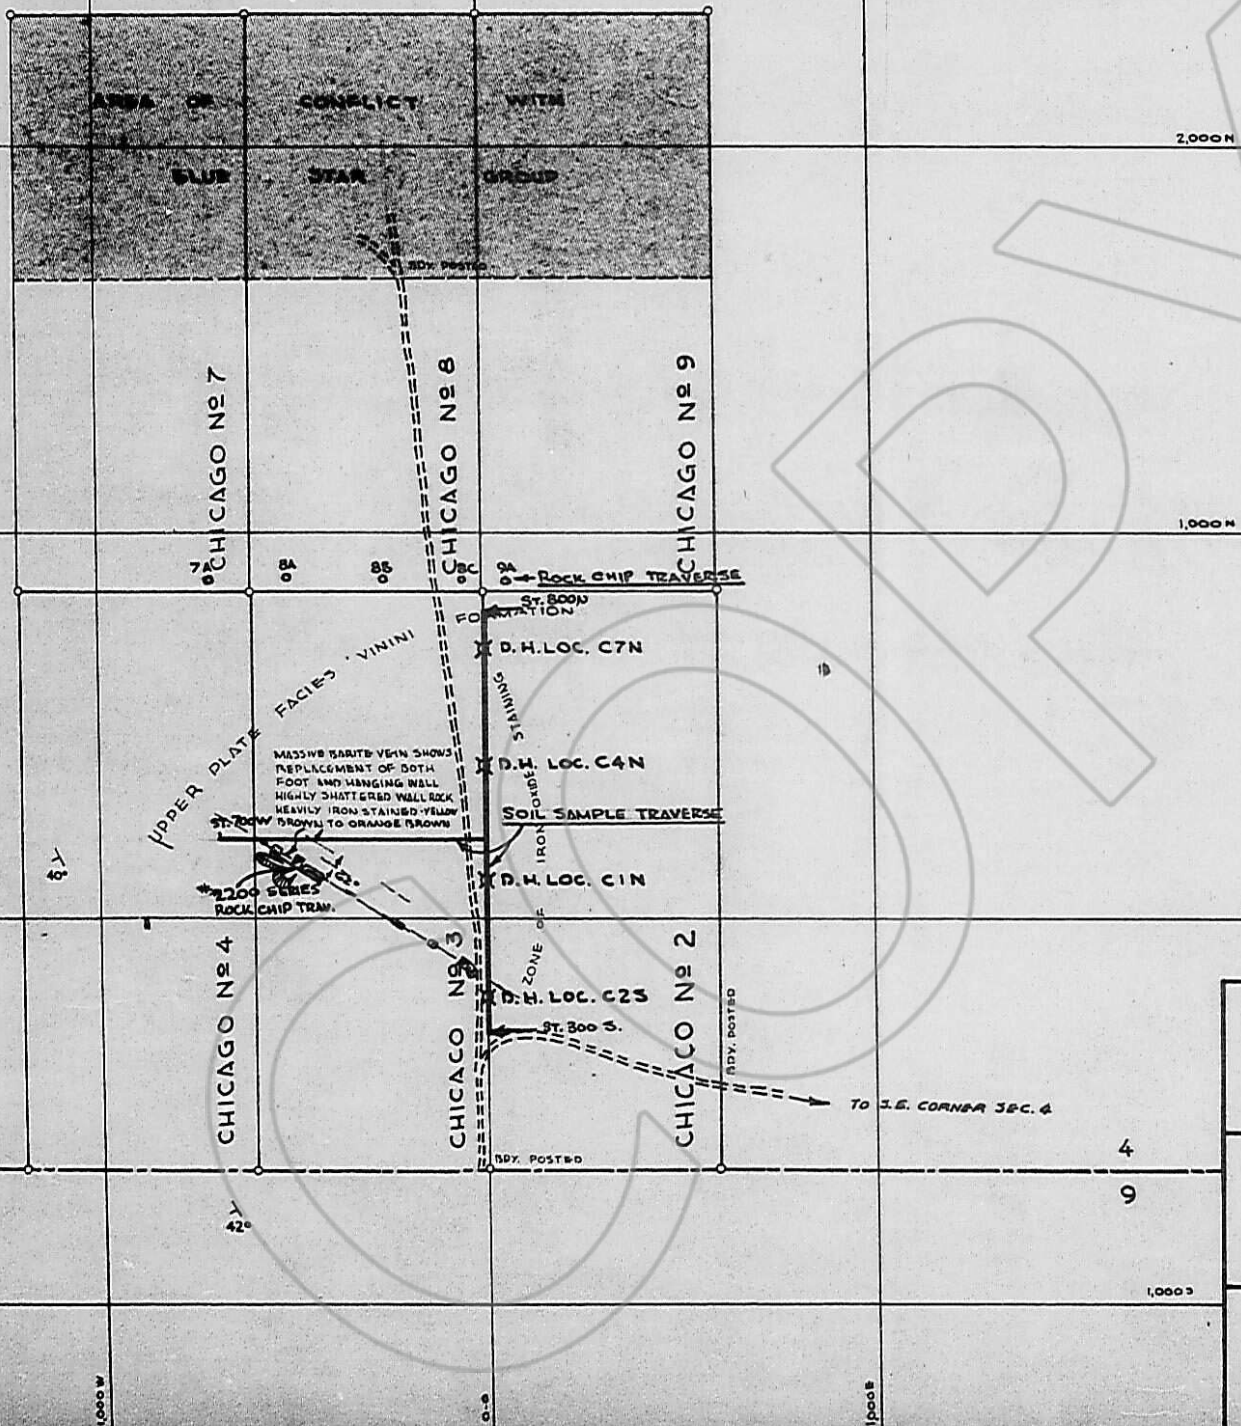 AREA OF CONFLICT WITH
BLUE STAR GROUP
2,000 N
BDY. POSTED
CHICAGO Nº 7
CHICAGO Nº 8
CHICAGO Nº 9
1,000 N
7A 8A 8B 8C 9A ROCK CHIP TRAVERSE
ST. 800N
UPPER PLATE FACIES VININI FORMATION
D.H. LOC. C7N
ZONE OF IRON OXIDE STAINING
MASSIVE BARITE VEIN SHOWS
REPLACEMENT OF BOTH
FOOT AND HANGING WALL
HIGHLY SHATTERED WALL ROCK
HEAVILY IRON STAINED - YELLOW
BROWN TO ORANGE BROWN
D.H. LOC. C4N
SOIL SAMPLE TRAVERSE
ST. 700W
40°
D.H. LOC. C1N
#2200 SERIES
ROCK CHIP TRAV.
CHICAGO Nº 4
CHICACO Nº 3
CHICAGO Nº 2
D.H. LOC. C2S
ST. 300 S.
BDY. POSTED
TO S.E. CORNER SEC. 4
BDY. POSTED
4
9
42°
1,000 S
1,000 W
0-0
1,000 E
COPY